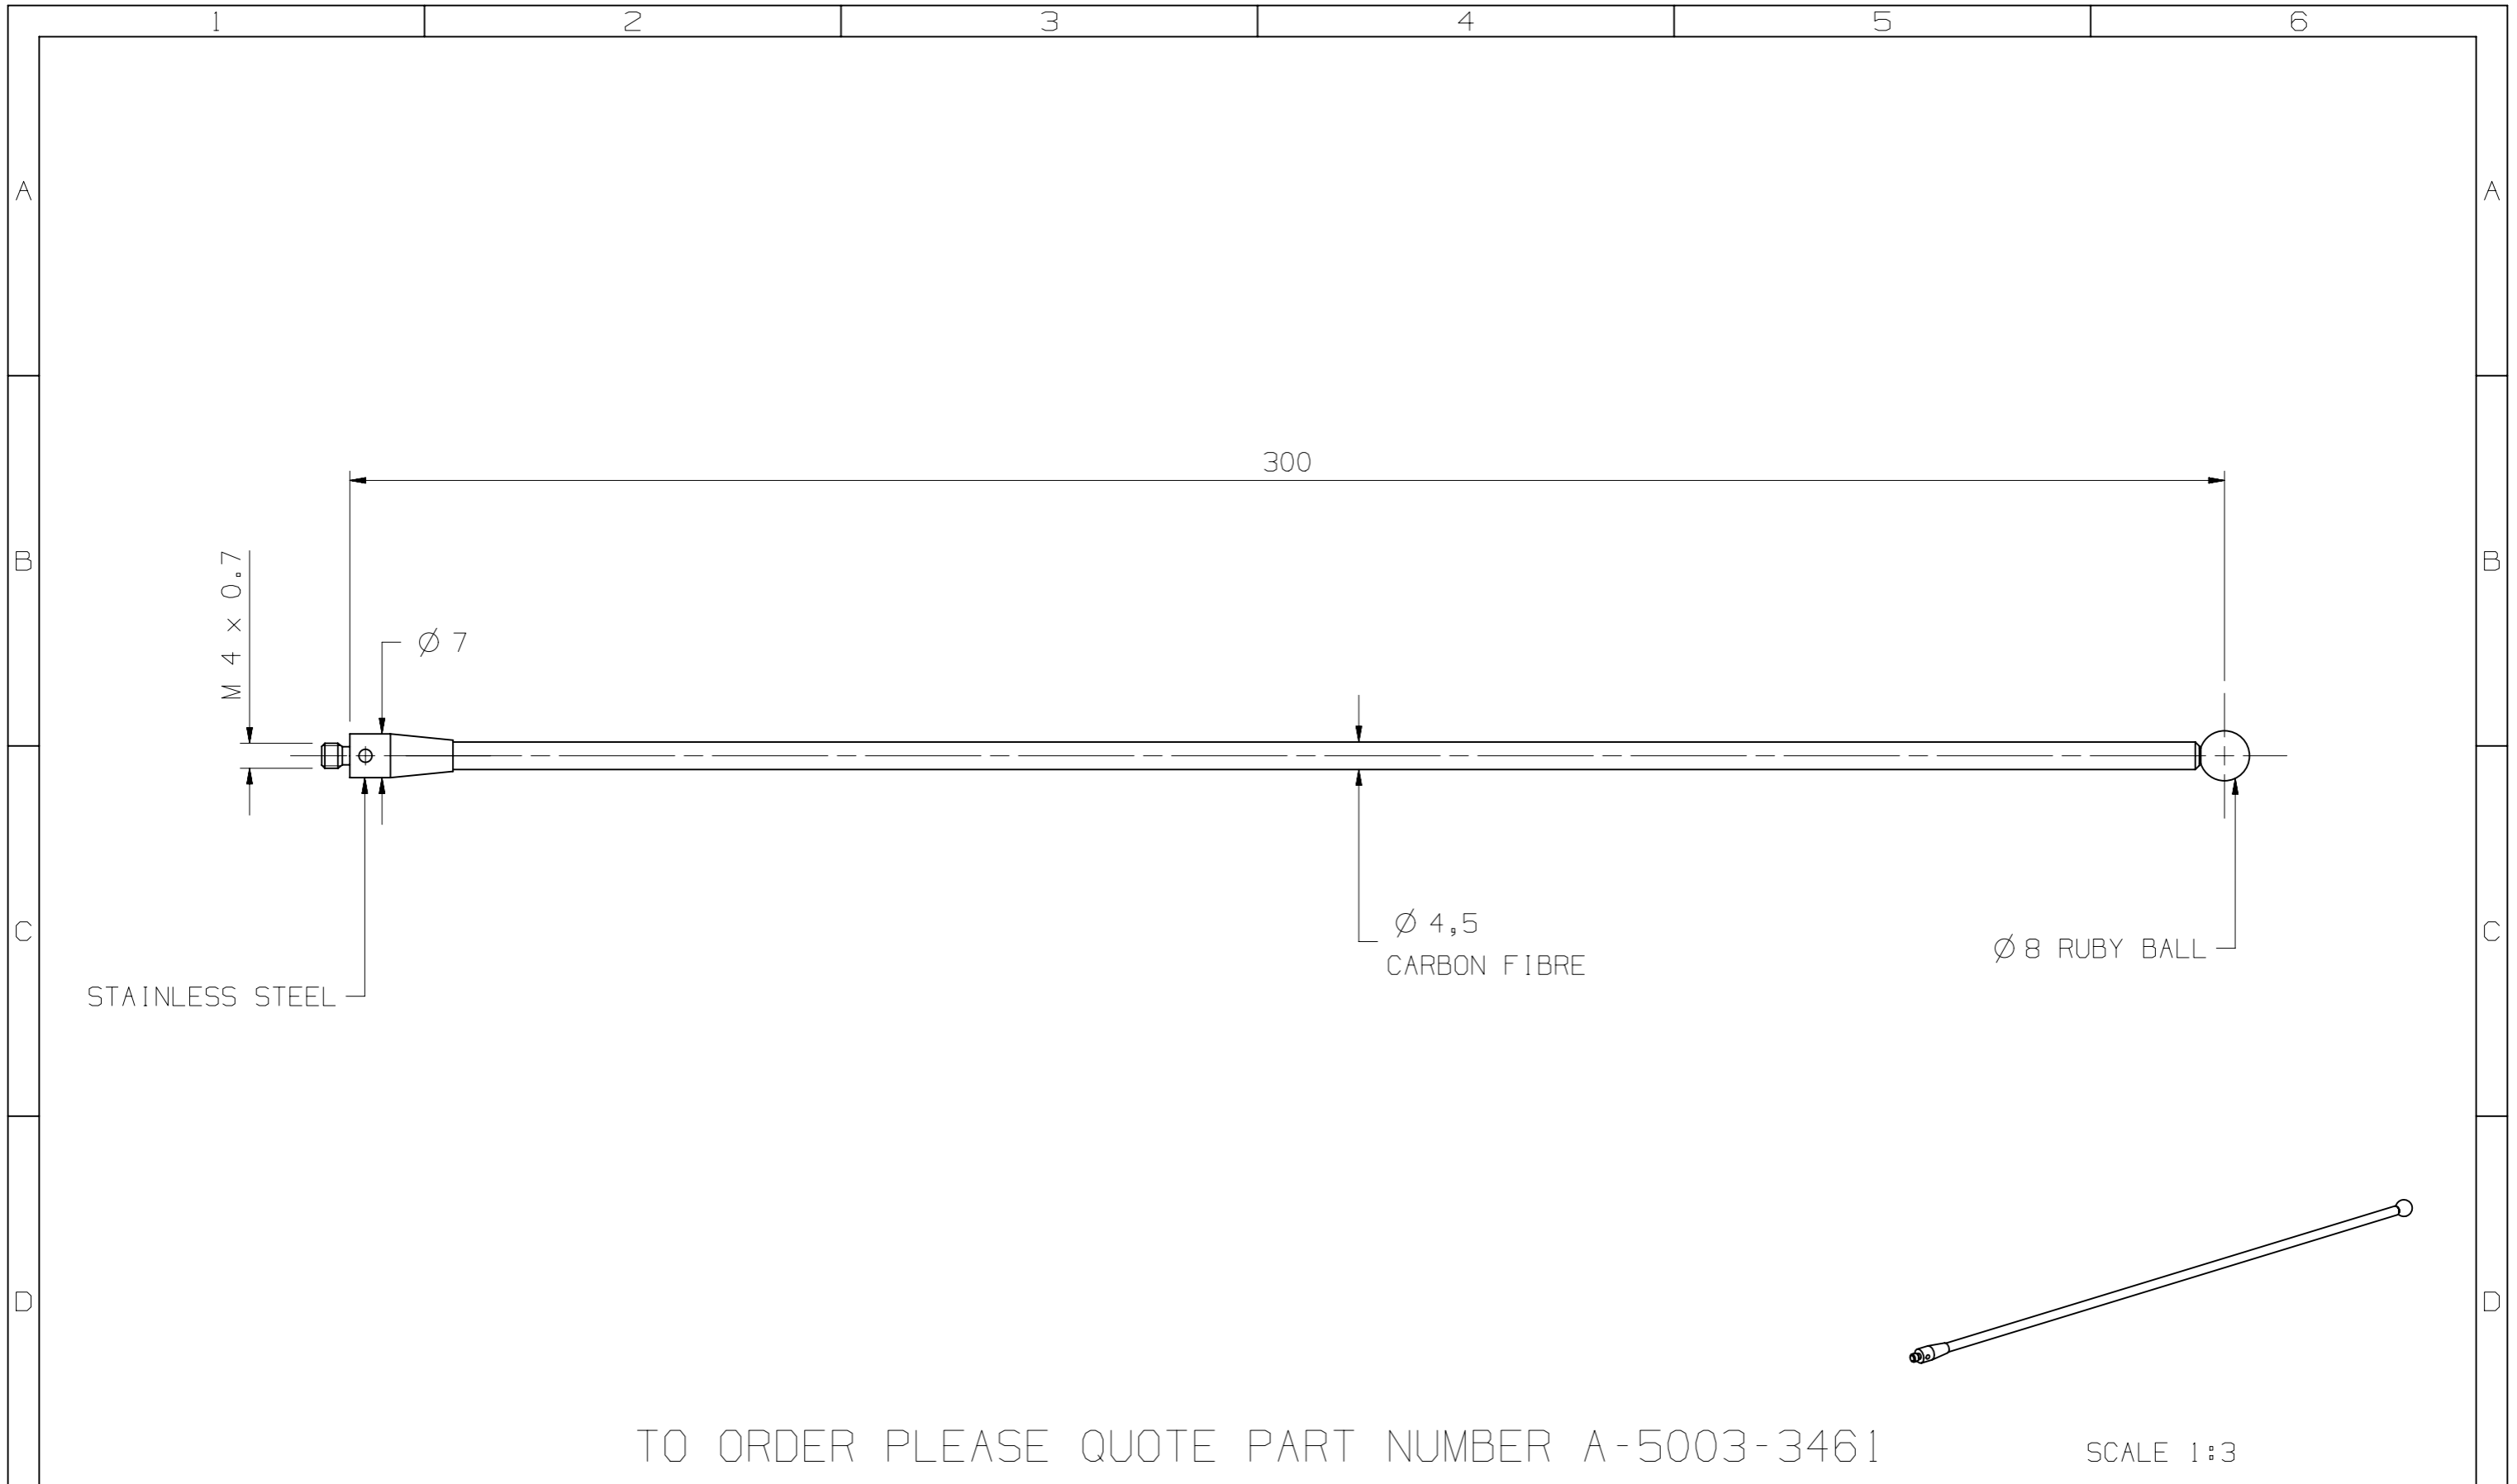 1 2 3 4 5 6
A A
300
B B
M 4 × 0.7
Ø 7
Ø 4,5
CARBON FIBRE
C C
Ø 8 RUBY BALL
STAINLESS STEEL
D D
TO ORDER PLEASE QUOTE PART NUMBER A-5003-3461
SCALE 1:3